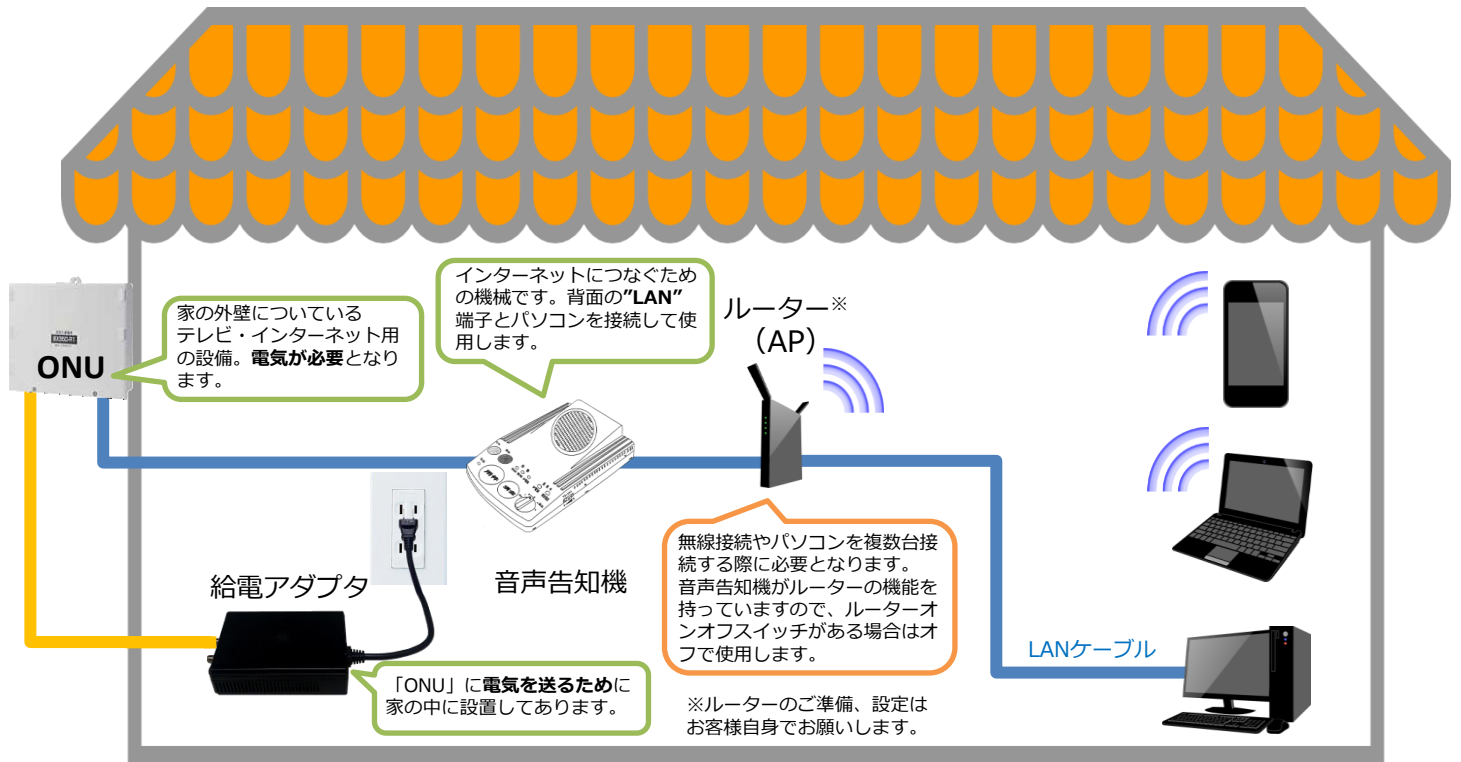 家の外壁についている
テレビ・インターネット用
の設備。電気が必要となり
ます。
ONU
インターネットにつなぐため
の機械です。背面の”LAN”
端子とパソコンを接続して使
用します。
ルーター※
（AP）
音声告知機
給電アダプタ
「ONU」に電気を送るために
家の中に設置してあります。
無線接続やパソコンを複数台接
続する際に必要となります。
音声告知機がルーターの機能を
持っていますので、ルーターオ
ンオフスイッチがある場合はオ
フで使用します。
※ルーターのご準備、設定は
お客様自身でお願いします。
LANケーブル